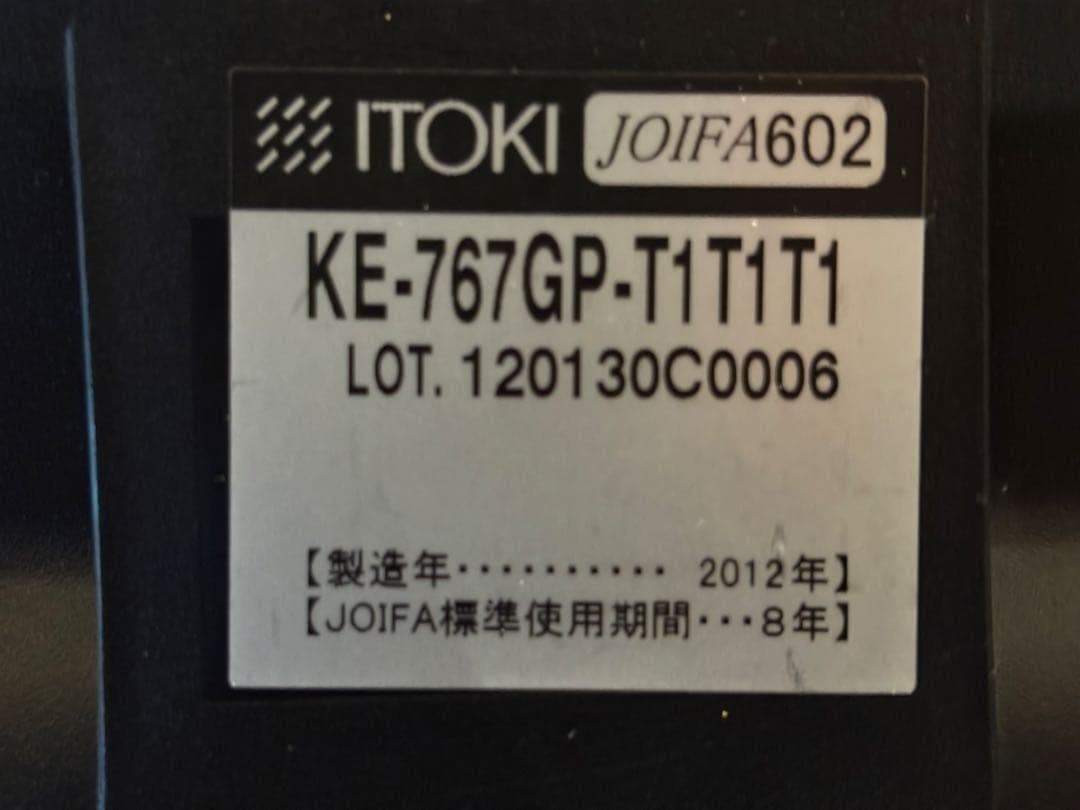 ITOKI JOIFA602
KE-767GP-T1T1T1
LOT. 120130C0006
【製造年・・・・・・・・・・ 2012年】
【JOIFA標準使用期間・・・8年】